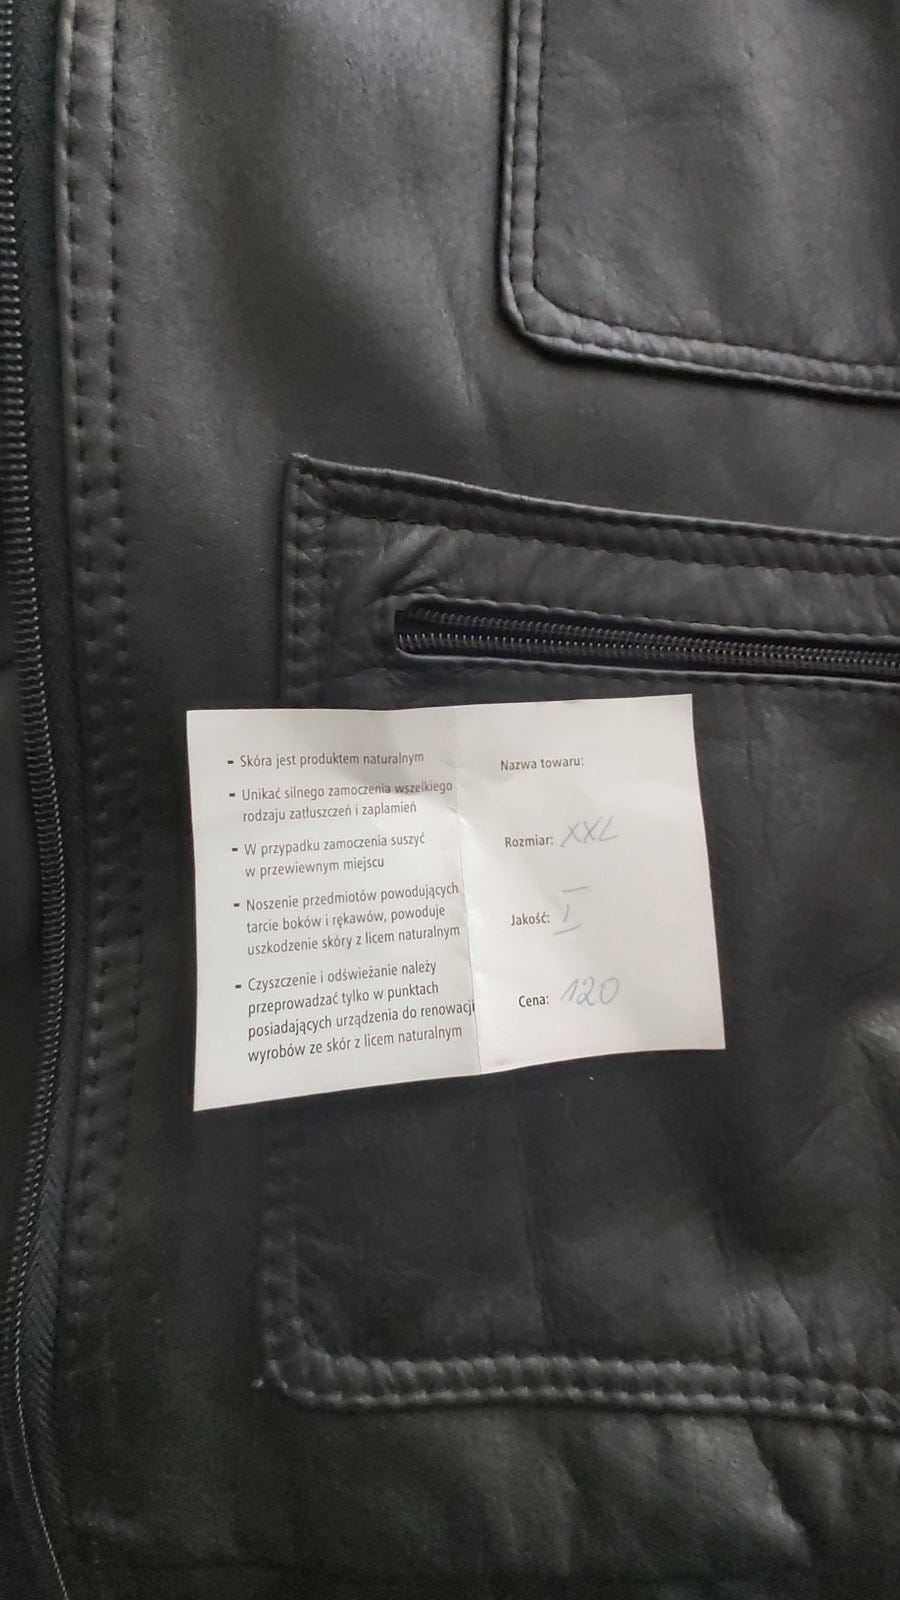 - Skóra jest produktem naturalnym
- Unikać silnego zamoczenia wszelkiego
rodzaju zatłuszczeń i zaplamień
- W przypadku zamoczenia suszyć
w przewiewnym miejscu
- Noszenie przedmiotów powodujących
tarcie boków i rękawów, powoduje
uszkodzenie skóry z licem naturalnym
- Czyszczenie i odświeżanie należy
przeprowadzać tylko w punktach
posiadających urządzenia do renowacji
wyrobów ze skór z licem naturalnym
Nazwa towaru:
Rozmiar: XXL
Jakość: I
Cena: 120